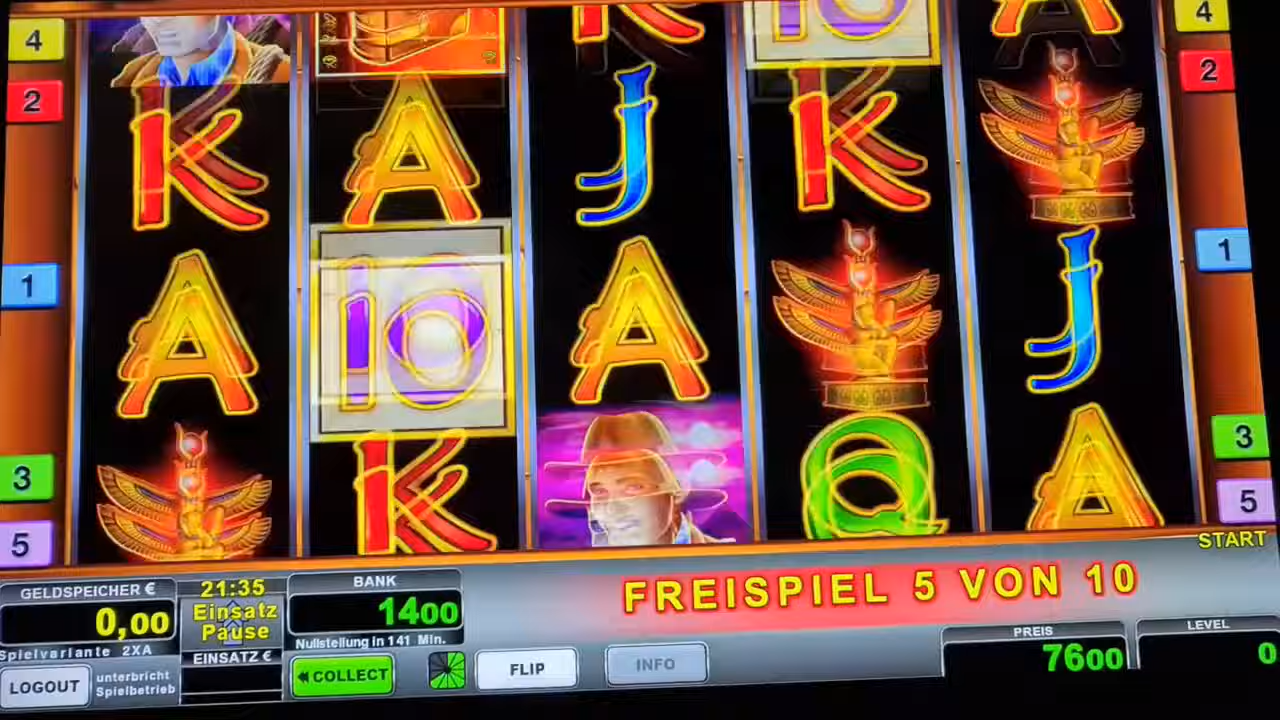 4
4
10
K
A
J
K
2
2
A
10
A
J
1
1
K
Q
A
3
3
5
5
START
GELDSPEICHER €
0,00
Spielvariante 2XA
LOGOUT
unterbricht
Spielbetrieb
21:35
Einsatz
Pause
EINSATZ €
BANK
1400
Nullstellung in 141 Min.
COLLECT
FLIP
INFO
FREISPIEL 5 VON 10
PREIS
7600
LEVEL
0